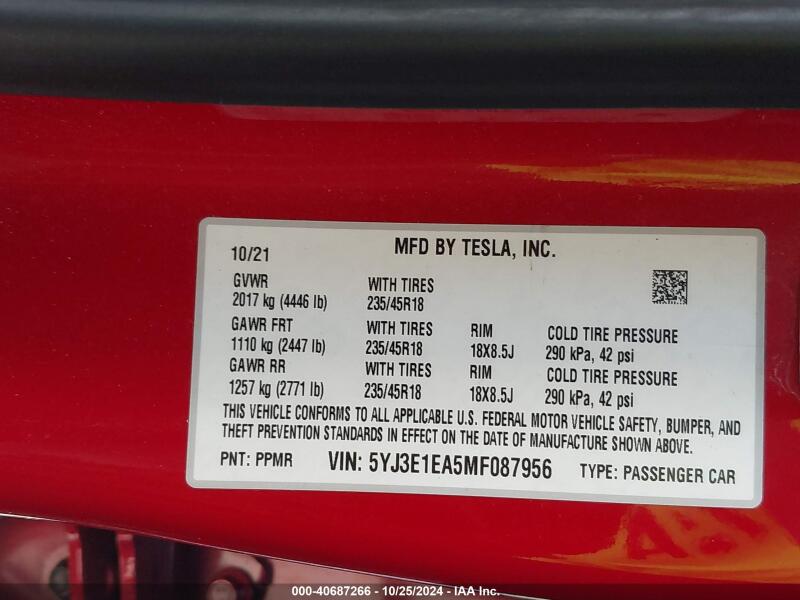 10/21 MFD BY TESLA, INC.
GVWR WITH TIRES
2017 kg (4446 lb) 235/45R18
GAWR FRT WITH TIRES RIM COLD TIRE PRESSURE
1110 kg (2447 lb) 235/45R18 18X8.5J 290 kPa, 42 psi
GAWR RR WITH TIRES RIM COLD TIRE PRESSURE
1257 kg (2771 lb) 235/45R18 18X8.5J 290 kPa, 42 psi
THIS VEHICLE CONFORMS TO ALL APPLICABLE U.S. FEDERAL MOTOR VEHICLE SAFETY, BUMPER, AND
THEFT PREVENTION STANDARDS IN EFFECT ON THE DATE OF MANUFACTURE SHOWN ABOVE.
PNT: PPMR VIN: 5YJ3E1EA5MF087956 TYPE: PASSENGER CAR
000-40687266 - 10/25/2024 - IAA Inc.